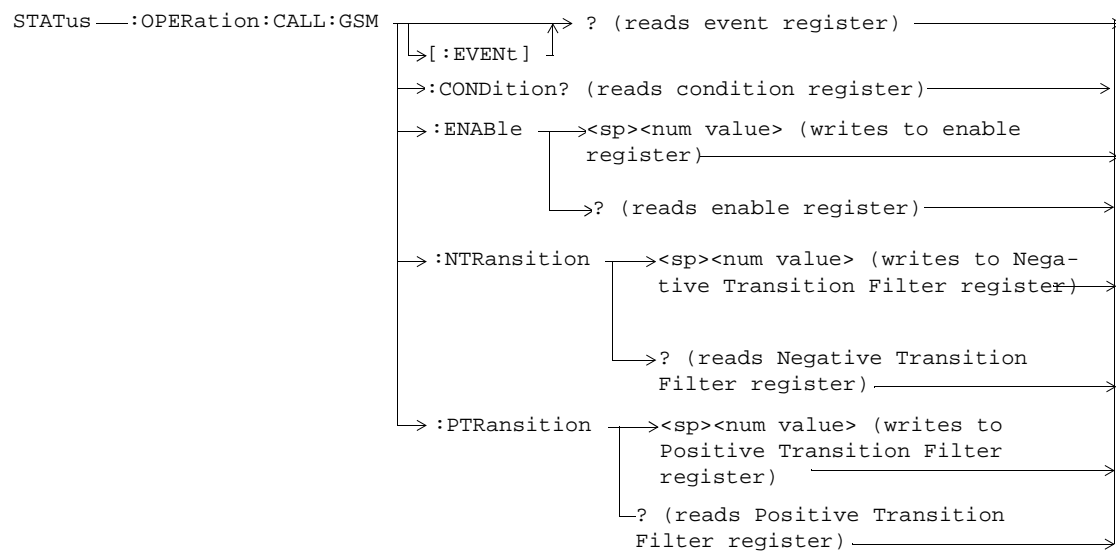 STATus :OPERation:CALL:GSM ? (reads event register)
[:EVENt]
:CONDition? (reads condition register)
:ENABle <sp><num value> (writes to enable
register)
? (reads enable register)
:NTRansition <sp><num value> (writes to Nega-
tive Transition Filter register)
? (reads Negative Transition
Filter register)
:PTRansition <sp><num value> (writes to
Positive Transition Filter
register)
? (reads Positive Transition
Filter register)